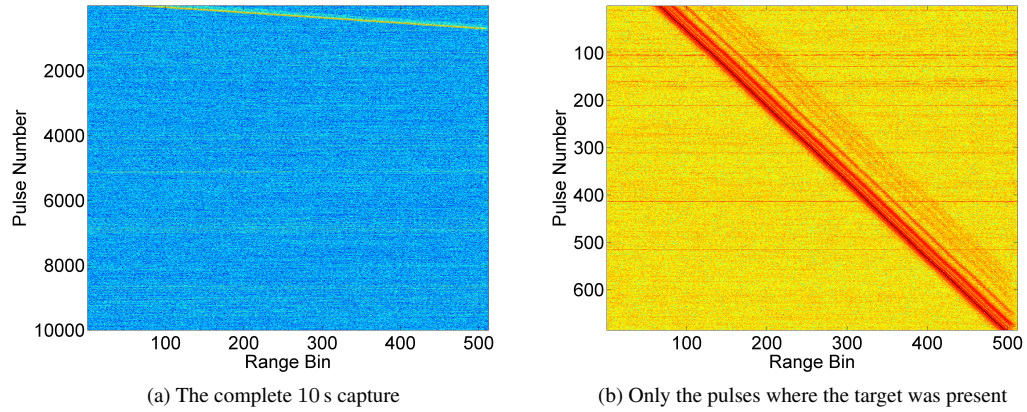 Pulse Number
2000
4000
6000
8000
10000
100 200 300 400 500
Range Bin
(a) The complete 10 s capture
Pulse Number
100
200
300
400
500
600
100 200 300 400 500
Range Bin
(b) Only the pulses where the target was present